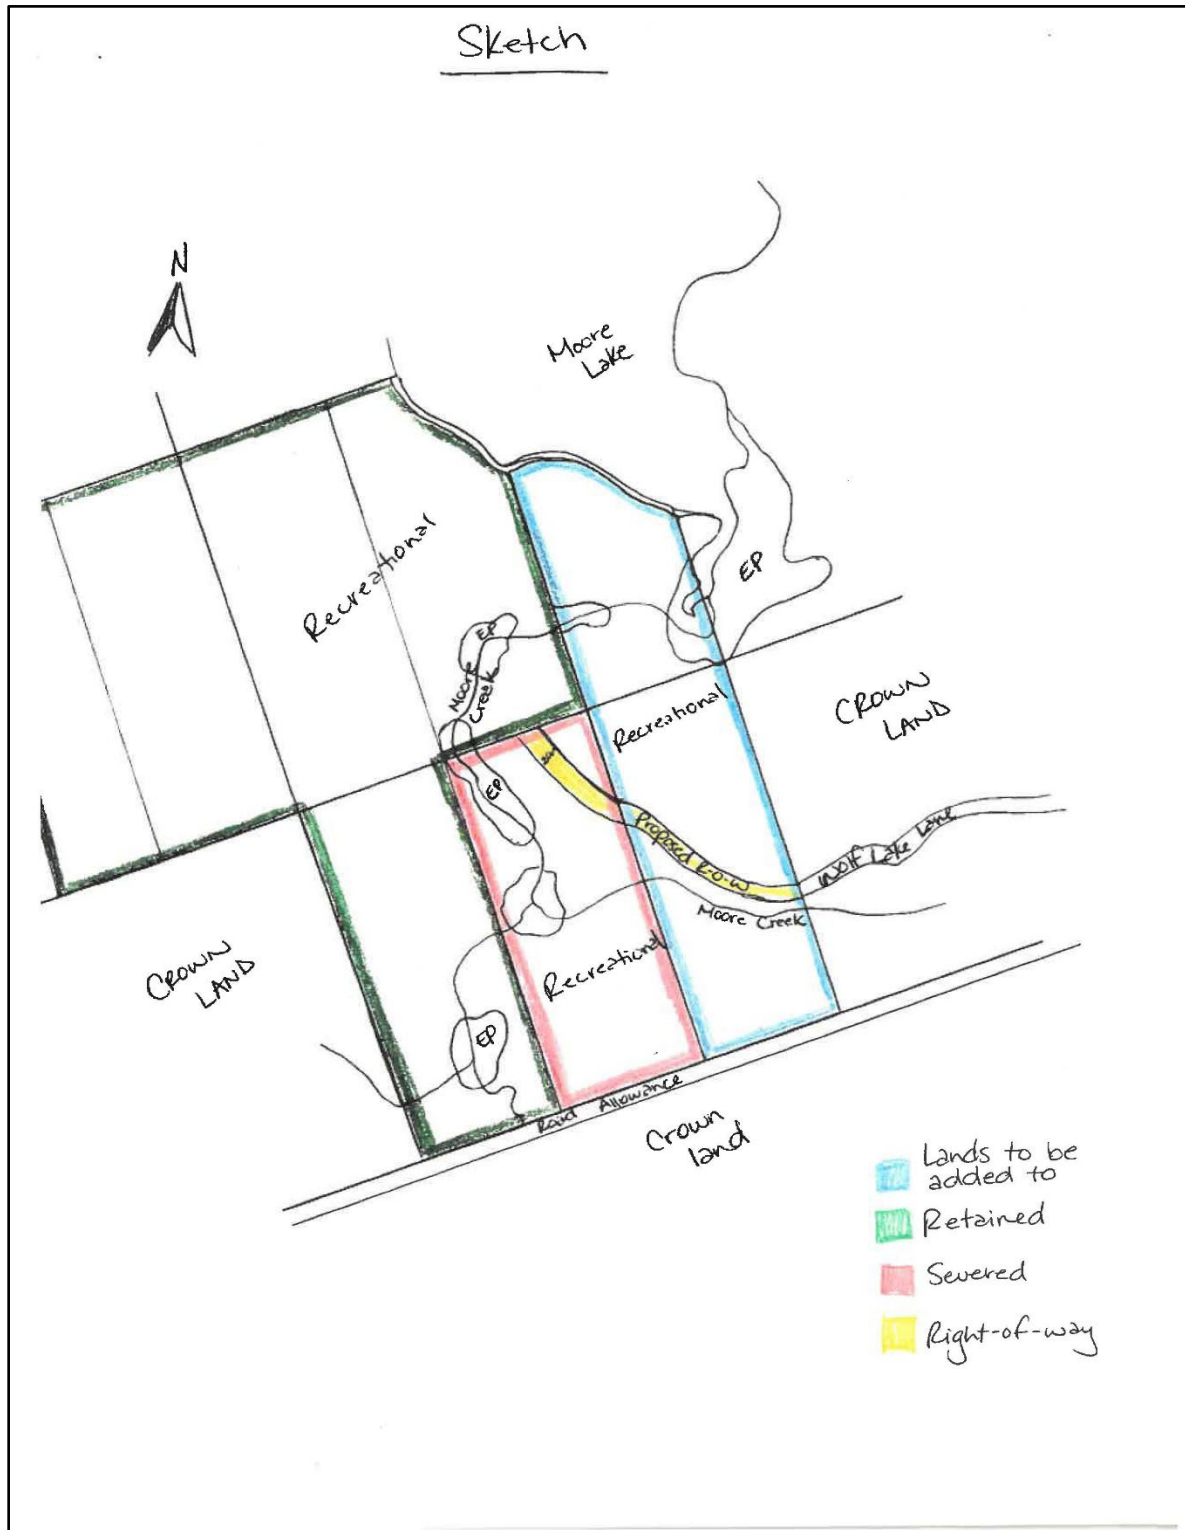 Sketch
N
Moore
Lake
Recreational
EP
EP
Moore
Creek
Recreational
CROWN
LAND
EP
20m
Proposed R-O-W
Wolf Lake Lane
Moore Creek
CROWN
LAND
Recreational
EP
Road Allowance
Crown
land
Lands to be
added to
Retained
Severed
Right-of-way